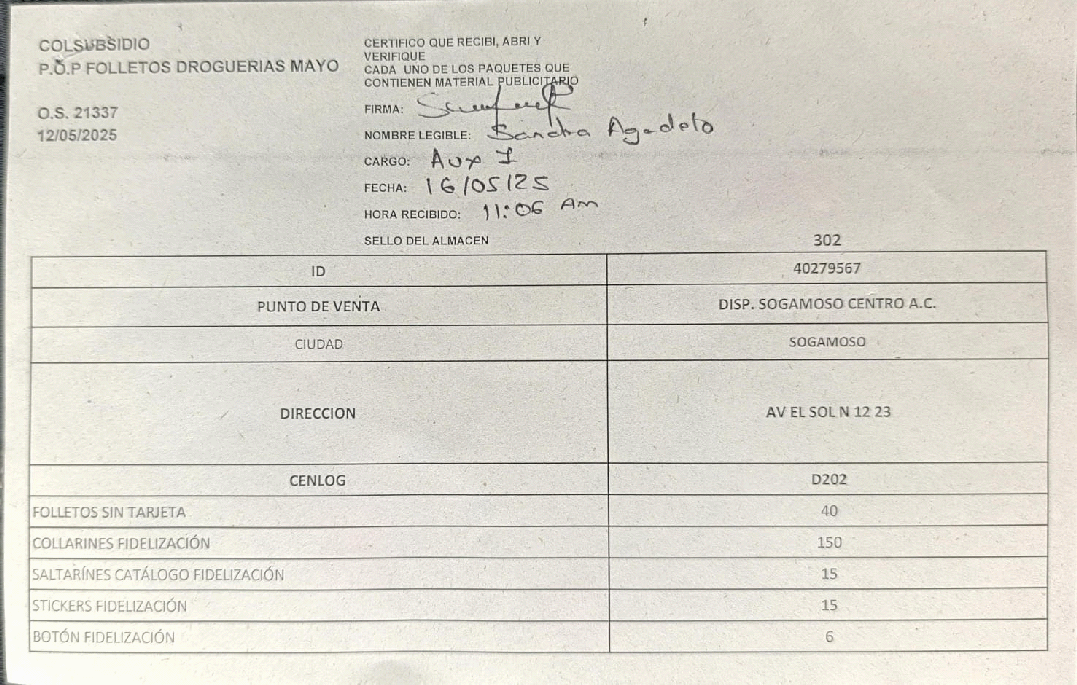 COLSUBSIDIO
P.O.P FOLLETOS DROGUERIAS MAYO
O.S. 21337
12/05/2025
CERTIFICO QUE RECIBI, ABRI Y
VERIFIQUE
CADA UNO DE LOS PAQUETES QUE
CONTIENEN MATERIAL PUBLICITARIO
FIRMA:
NOMBRE LEGIBLE: Sandra Agudelo
CARGO: Aux I
FECHA: 16/05/25
HORA RECIBIDO: 11:06 Am
SELLO DEL ALMACEN 302
ID 40279567
PUNTO DE VENTA DISP. SOGAMOSO CENTRO A.C.
CIUDAD SOGAMOSO
DIRECCION AV EL SOL N 12 23
CENLOG D202
FOLLETOS SIN TARJETA 40
COLLARINES FIDELIZACIÓN 150
SALTARÍNES CATÁLOGO FIDELIZACIÓN 15
STICKERS FIDELIZACIÓN 15
BOTÓN FIDELIZACIÓN 6